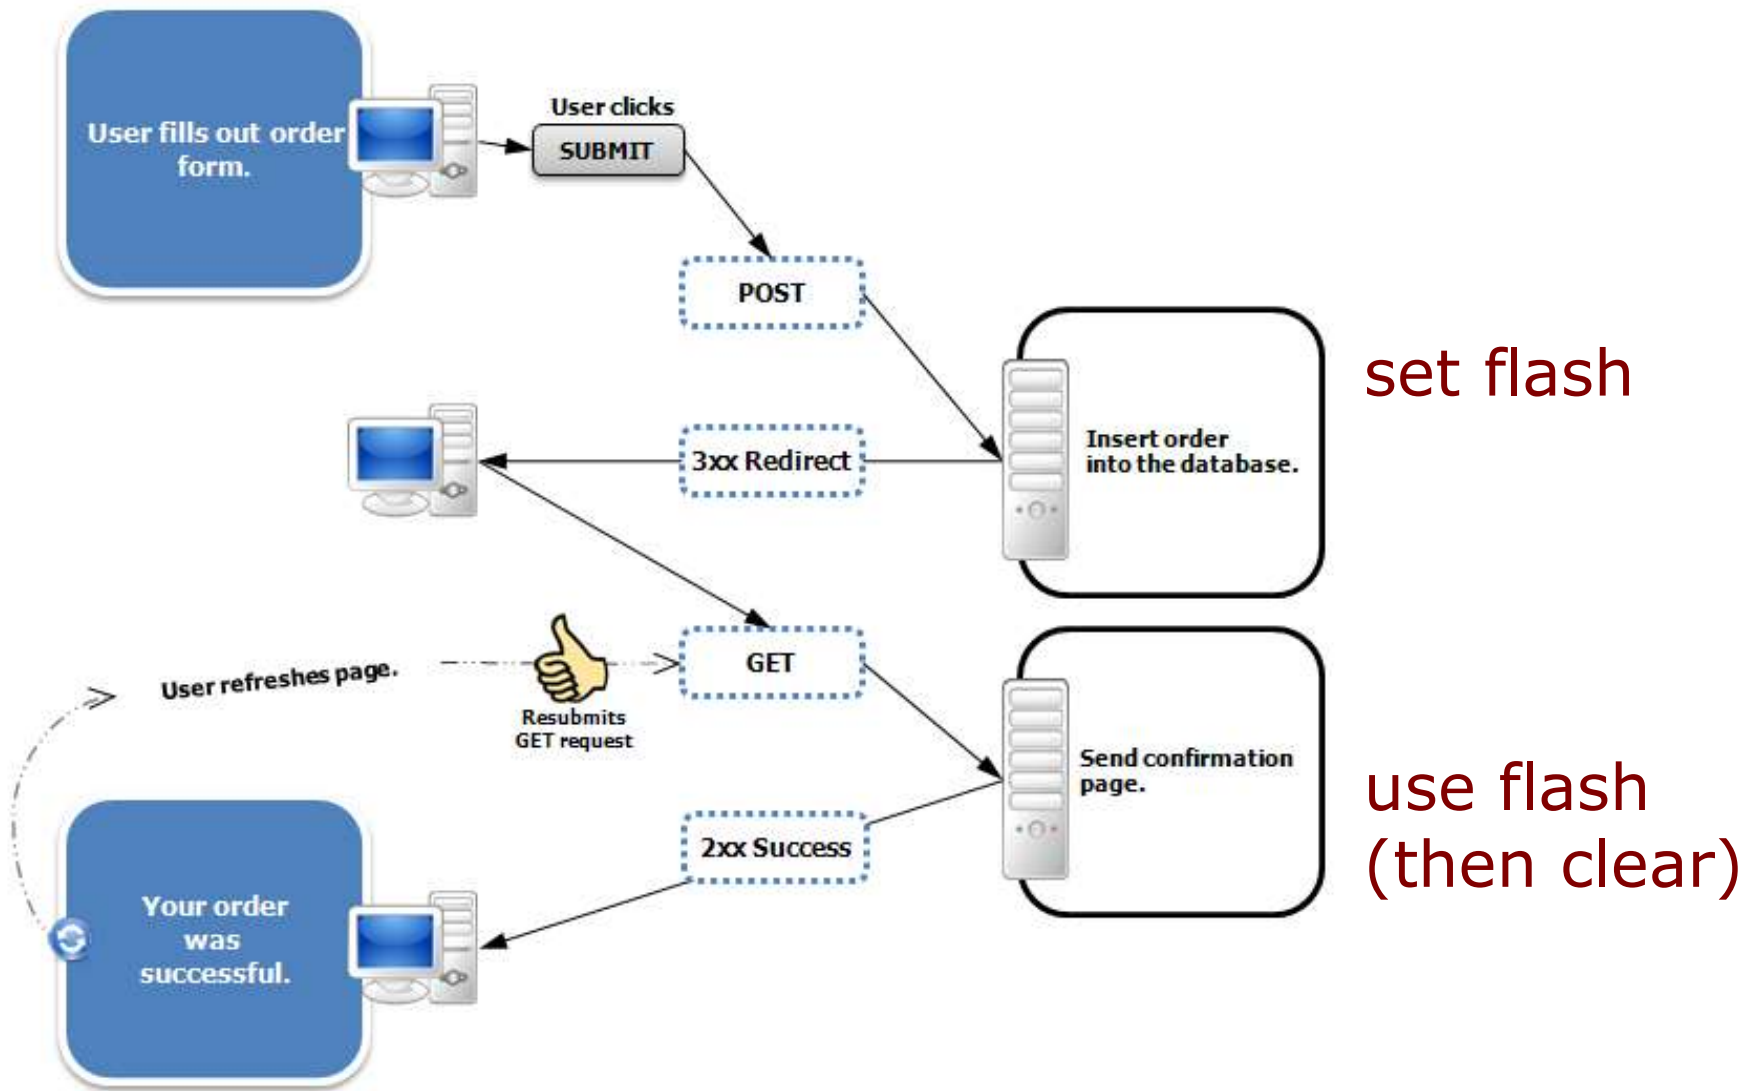 User fills out order
form.
User clicks
SUBMIT
POST
set flash
Insert order
into the database.
3xx Redirect
User refreshes page.
Resubmits
GET request
GET
Send confirmation
page.
use flash
(then clear)
2xx Success
Your order
was
successful.